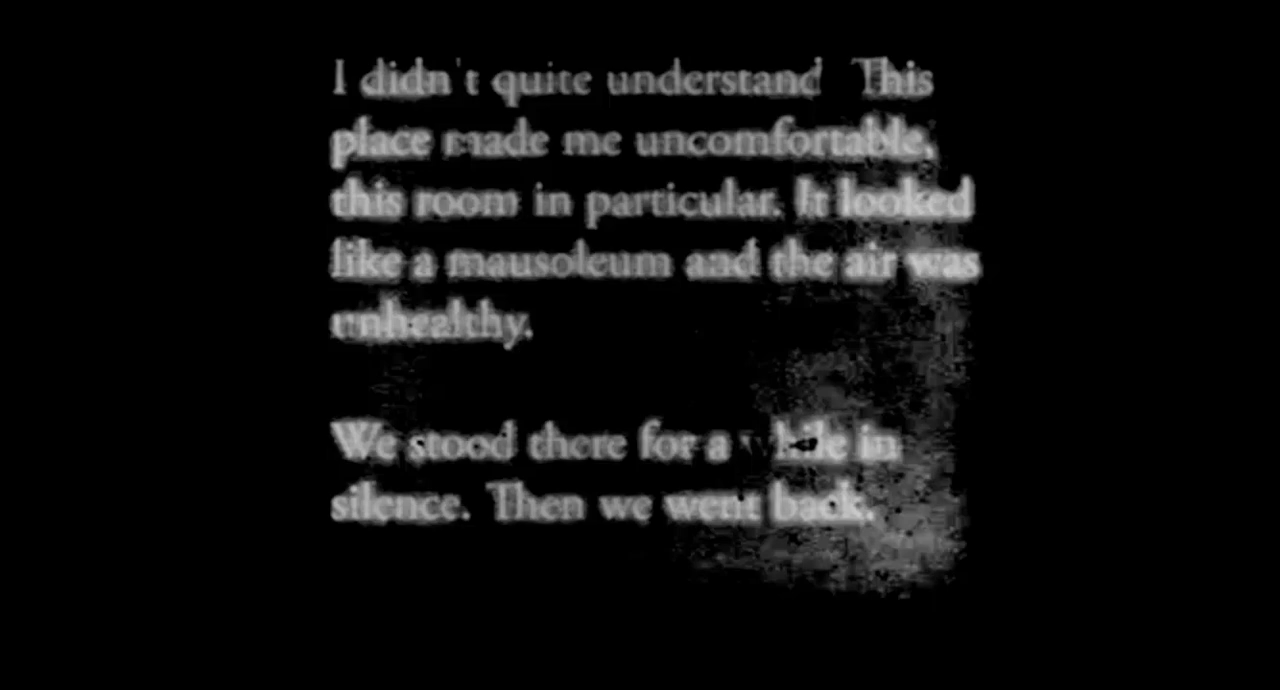 I didn't quite understand This
place made me uncomfortable,
this room in particular. It looked
like a mausoleum and the air was
unhealthy.
We stood there for a while in
silence. Then we went back.